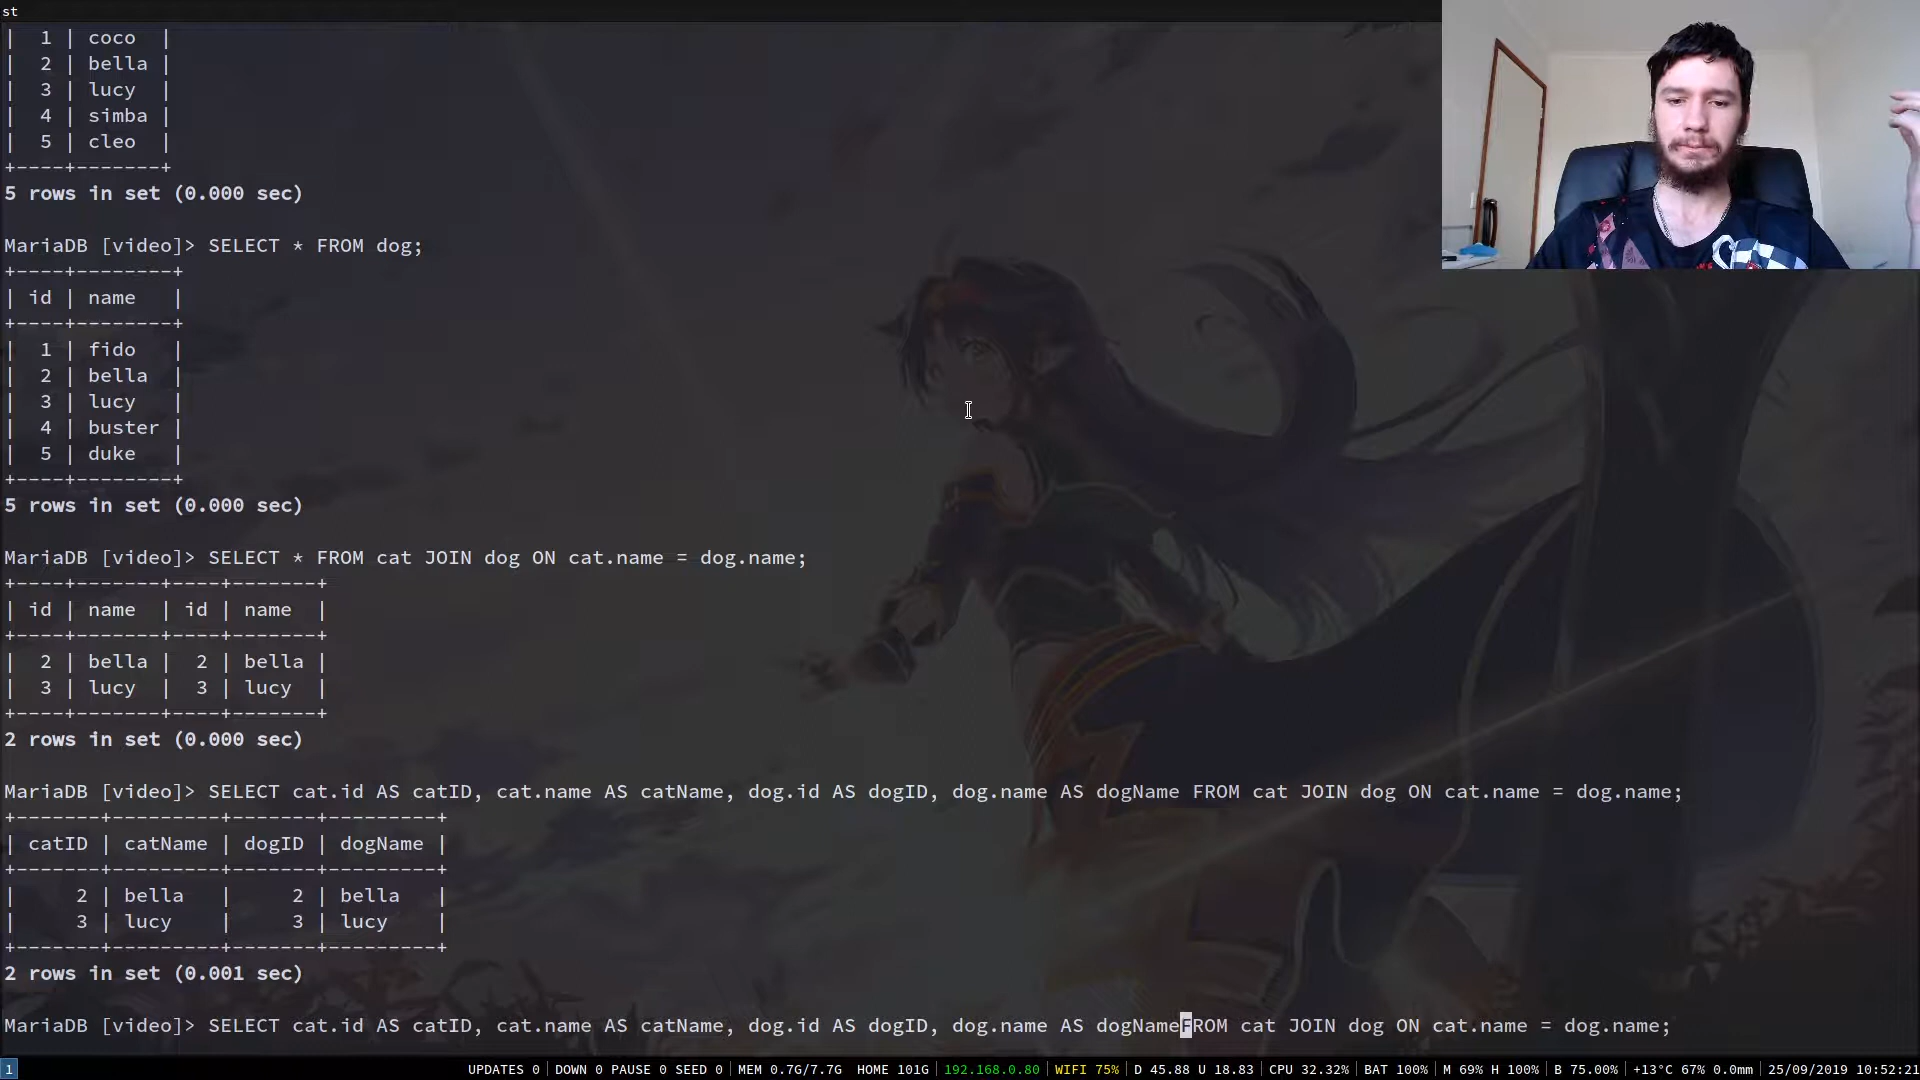 st
| 1 | coco |
| 2 | bella |
| 3 | lucy |
| 4 | simba |
| 5 | cleo |
+----+-------+
5 rows in set (0.000 sec)
MariaDB [video]> SELECT * FROM dog;
+----+--------+
| id | name |
+----+--------+
| 1 | fido |
| 2 | bella |
| 3 | lucy |
| 4 | buster |
| 5 | duke |
+----+--------+
5 rows in set (0.000 sec)
MariaDB [video]> SELECT * FROM cat JOIN dog ON cat.name = dog.name;
+----+-------+----+-------+
| id | name | id | name |
+----+-------+----+-------+
| 2 | bella | 2 | bella |
| 3 | lucy | 3 | lucy |
+----+-------+----+-------+
2 rows in set (0.000 sec)
MariaDB [video]> SELECT cat.id AS catID, cat.name AS catName, dog.id AS dogID, dog.name AS dogName FROM cat JOIN dog ON cat.name = dog.name;
+-------+---------+-------+---------+
| catID | catName | dogID | dogName |
+-------+---------+-------+---------+
| 2 | bella | 2 | bella |
| 3 | lucy | 3 | lucy |
+-------+---------+-------+---------+
2 rows in set (0.001 sec)
MariaDB [video]> SELECT cat.id AS catID, cat.name AS catName, dog.id AS dogID, dog.name AS dogNameFROM cat JOIN dog ON cat.name = dog.name;
1 UPDATES 0 | DOWN 0 PAUSE 0 SEED 0 | MEM 0.7G/7.7G HOME 101G | 192.168.0.80 | WIFI 75% | D 45.88 U 18.83 | CPU 32.32% | BAT 100% | M 69% H 100% | B 75.00% | +13°C 67% 0.0mm | 25/09/2019 10:52:21